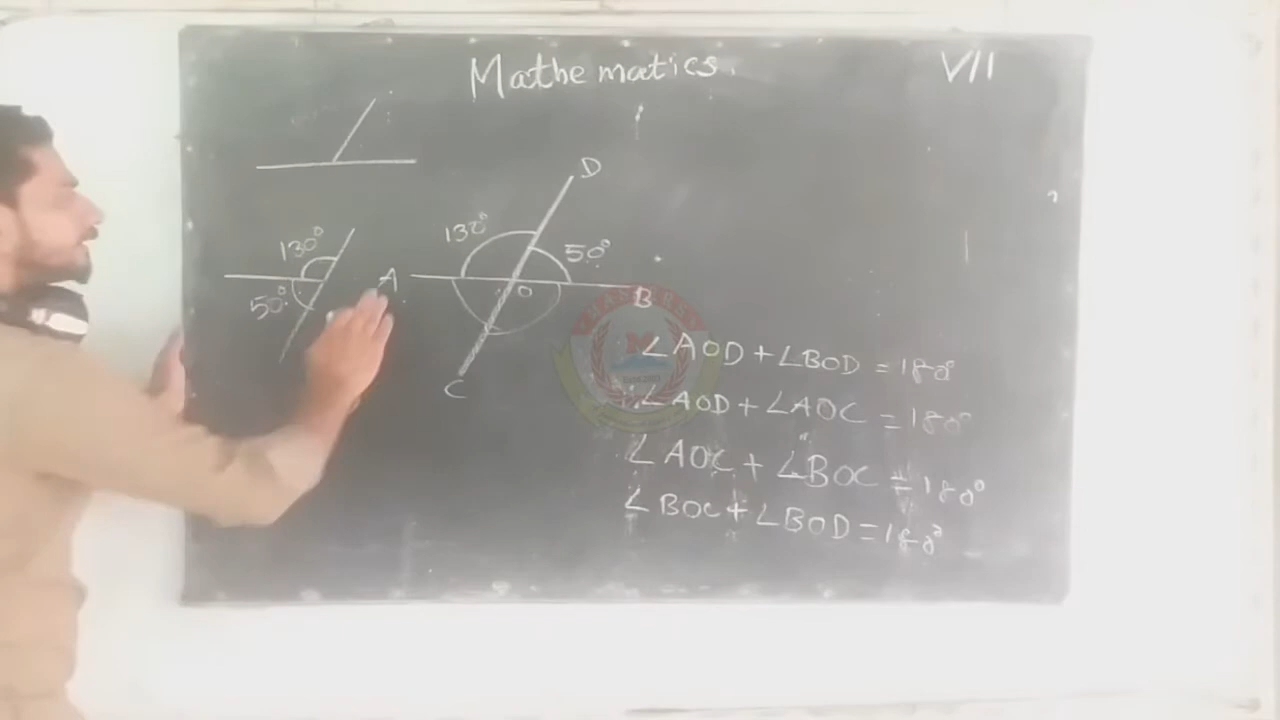 Mathematics.
VII
D
130°
50°
130°
50°
A
O
B
C
∠AOD + ∠BOD = 180°
∠AOD + ∠AOC = 180°
∠AOC + ∠BOC = 180°
∠BOC + ∠BOD = 180°